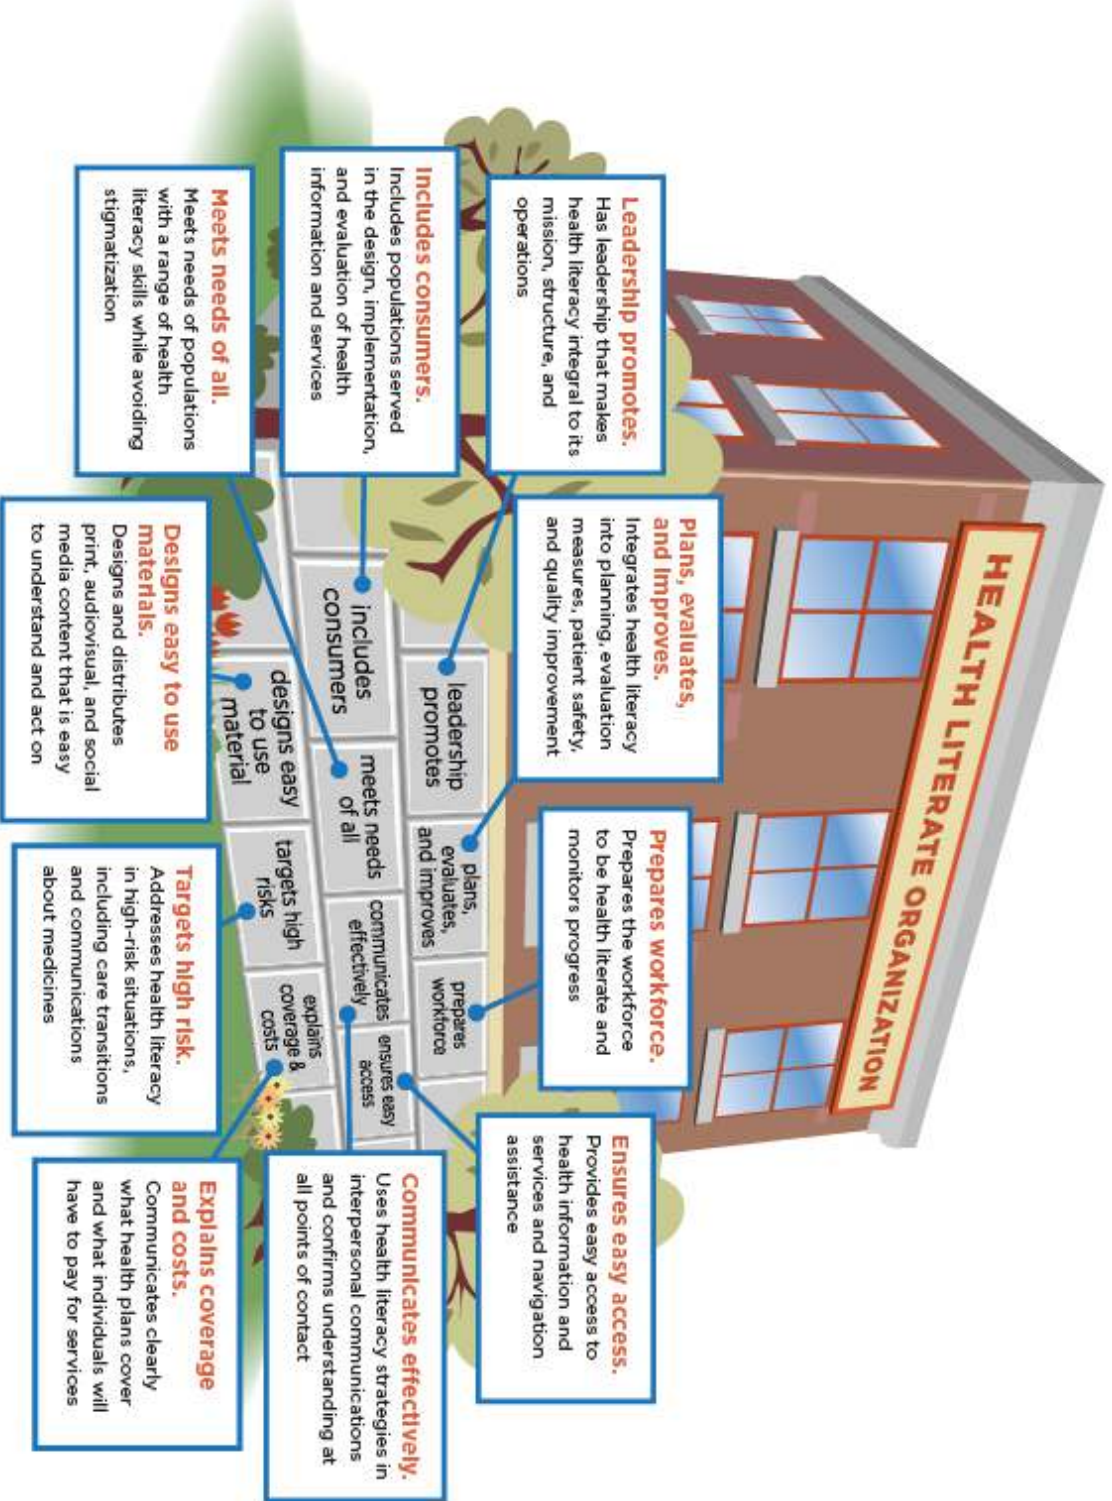 HEALTH LITERATE ORGANIZATION
Leadership promotes.
Has leadership that makes
health literacy integral to its
mission, structure, and
operations
Plans, evaluates,
and improves.
Integrates health literacy
into planning, evaluation
measures, patient safety,
and quality improvement
Prepares workforce.
Prepares the workforce
to be health literate and
monitors progress
Ensures easy access.
Provides easy access to
health information and
services and navigation
assistance
Includes consumers.
Includes populations served
in the design, implementation,
and evaluation of health
information and services
Communicates effectively.
Uses health literacy strategies in
interpersonal communications
and confirms understanding at
all points of contact
Meets needs of all.
Meets needs of populations
with a range of health
literacy skills while avoiding
stigmatization
Designs easy to use
materials.
Designs and distributes
print, audiovisual, and social
media content that is easy
to understand and act on
Targets high risk.
Addresses health literacy
in high-risk situations,
including care transitions
and communications
about medicines
Explains coverage
and costs.
Communicates clearly
what health plans cover
and what individuals will
have to pay for services
leadership
promotes
plans,
evaluates,
and improves
prepares
workforce
includes
consumers
meets needs
of all
communicates
effectively
ensures easy
access
designs easy
to use
material
targets high
risks
explains
coverage &
costs